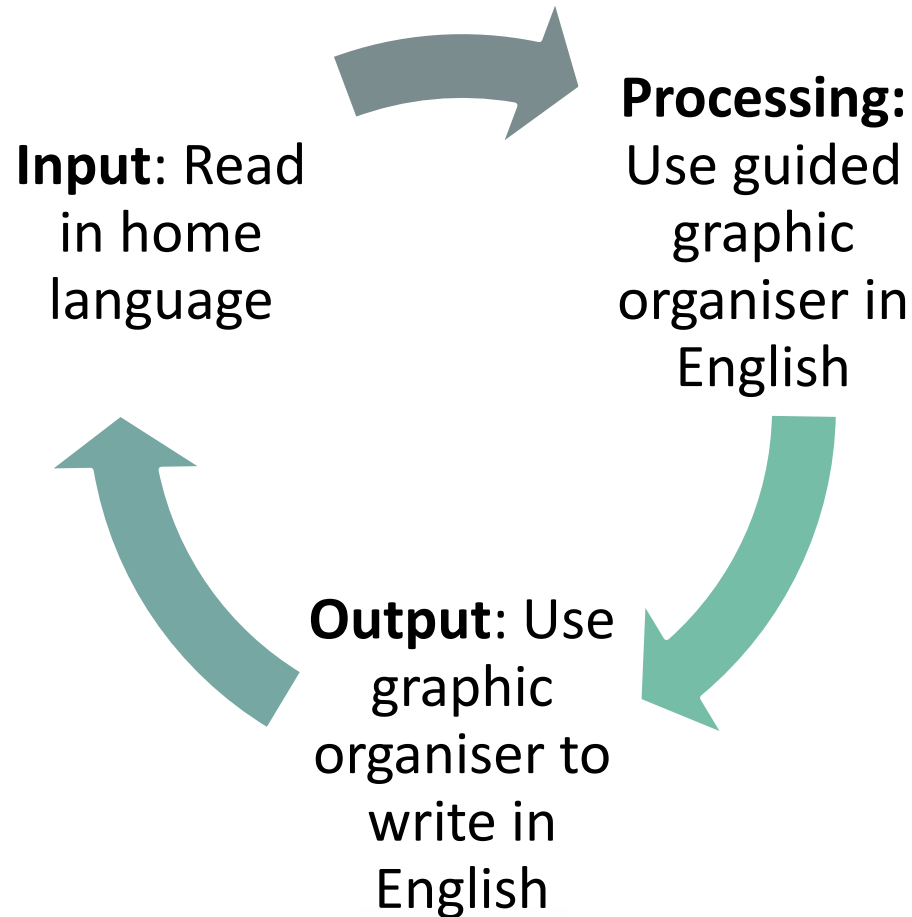 Input: Read
in home
language
Processing:
Use guided
graphic
organiser in
English
Output: Use
graphic
organiser to
write in
English